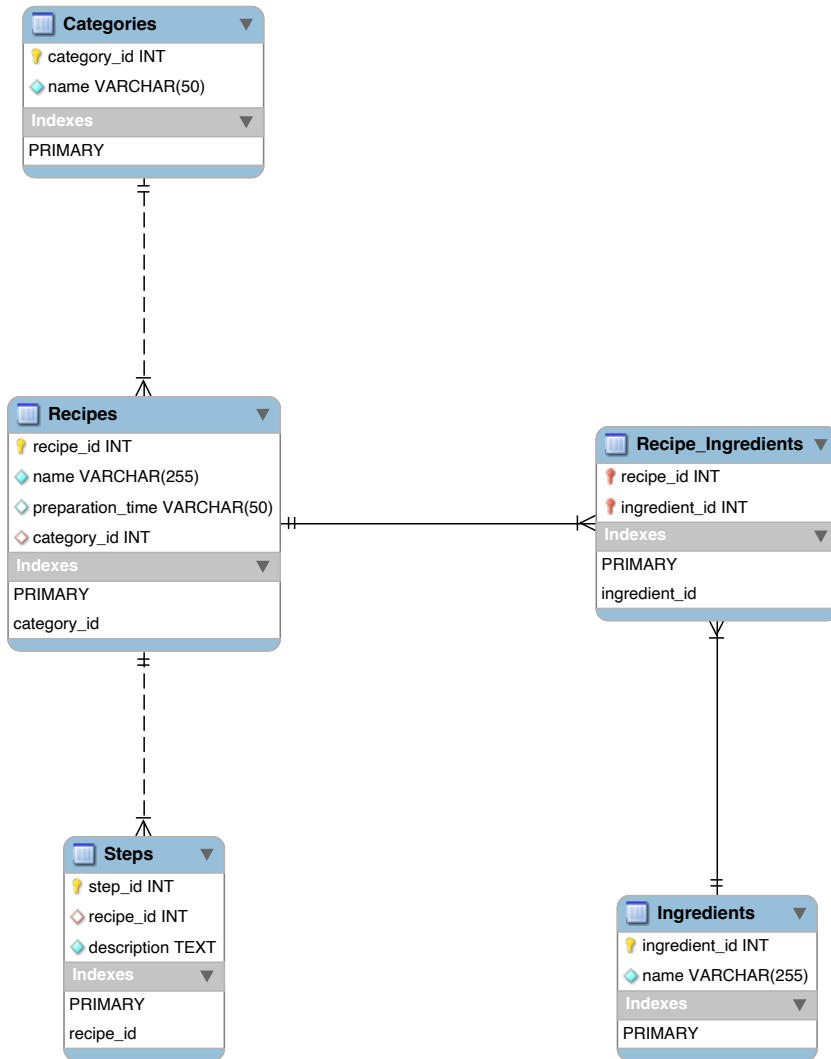 Categories
category_id INT
name VARCHAR(50)
Indexes
PRIMARY
Recipes
recipe_id INT
name VARCHAR(255)
preparation_time VARCHAR(50)
category_id INT
Indexes
PRIMARY
category_id
Recipe_Ingredients
recipe_id INT
ingredient_id INT
Indexes
PRIMARY
ingredient_id
Steps
step_id INT
recipe_id INT
description TEXT
Indexes
PRIMARY
recipe_id
Ingredients
ingredient_id INT
name VARCHAR(255)
Indexes
PRIMARY